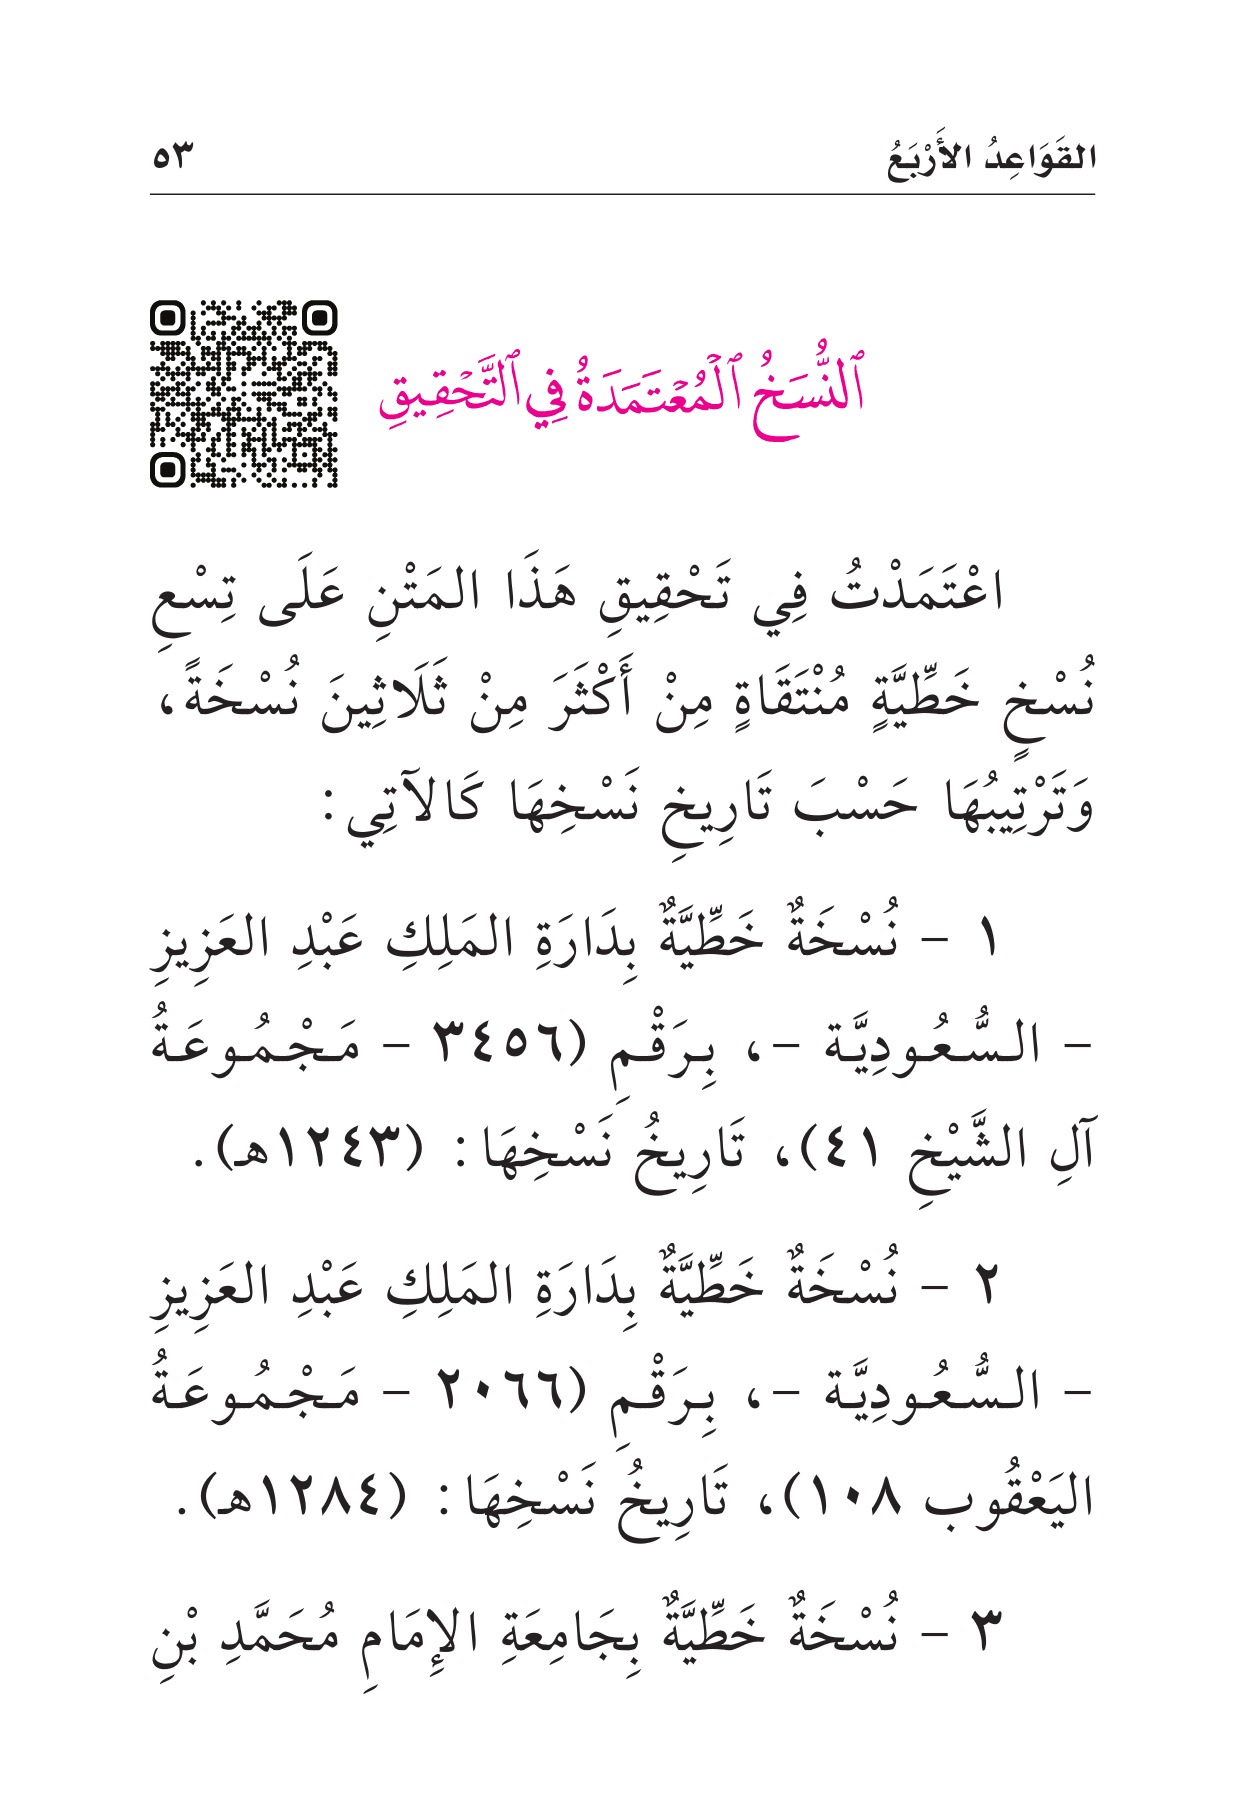 القَوَاعِدُ الأَرْبَعُ ٥٣
ٱلنُّسَخُ ٱلْمُعْتَمَدَةُ فِي ٱلتَّحْقِيقِ
اعْتَمَدْتُ فِي تَحْقِيقِ هَذَا المَتْنِ عَلَى تِسْعِ
نُسْخٍ خَطِّيَّةٍ مُنْتَقَاةٍ مِنْ أَكْثَرَ مِنْ ثَلَاثِينَ نُسْخَةً،
وَتَرْتِيبُهَا حَسْبَ تَارِيخِ نَسْخِهَا كَالآتِي:
١ - نُسْخَةٌ خَطِّيَّةٌ بِدَارَةِ المَلِكِ عَبْدِ العَزِيزِ
- السُّعُودِيَّة -، بِرَقْمِ (٣٤٥٦ - مَجْمُوعَةُ
آلِ الشَّيْخِ ٤١)، تَارِيخُ نَسْخِهَا: (١٢٤٣هـ).
٢ - نُسْخَةٌ خَطِّيَّةٌ بِدَارَةِ المَلِكِ عَبْدِ العَزِيزِ
- السُّعُودِيَّة -، بِرَقْمِ (٢٠٦٦ - مَجْمُوعَةُ
اليَعْقُوب ١٠٨)، تَارِيخُ نَسْخِهَا: (١٢٨٤هـ).
٣ - نُسْخَةٌ خَطِّيَّةٌ بِجَامِعَةِ الإِمَامِ مُحَمَّدِ بْنِ